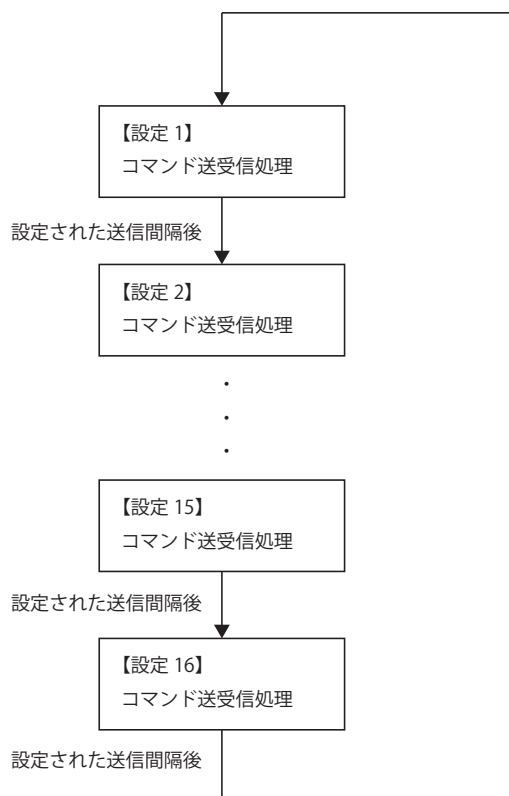 【設定 1】
コマンド送受信処理
設定された送信間隔後
【設定 2】
コマンド送受信処理
・
・
・
【設定 15】
コマンド送受信処理
設定された送信間隔後
【設定 16】
コマンド送受信処理
設定された送信間隔後